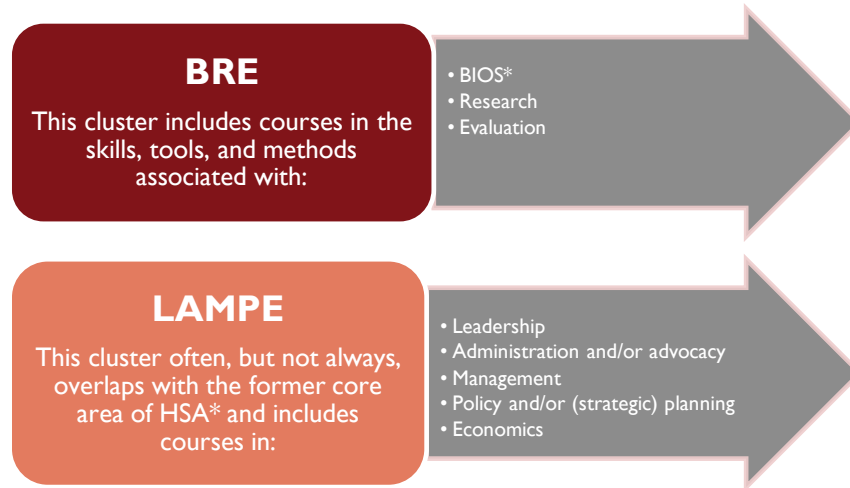 BRE
This cluster includes courses in the
skills, tools, and methods
associated with:
• BIOS*
• Research
• Evaluation
LAMPE
This cluster often, but not always,
overlaps with the former core
area of HSA* and includes
courses in:
• Leadership
• Administration and/or advocacy
• Management
• Policy and/or (strategic) planning
• Economics